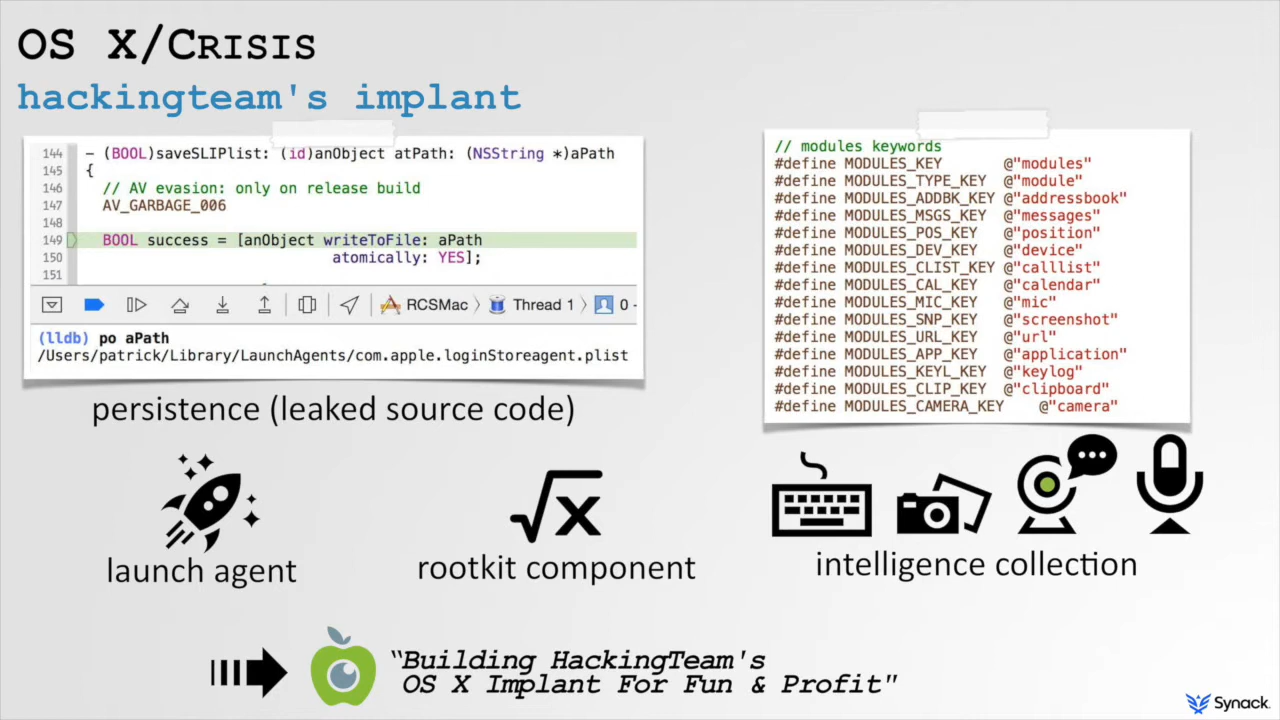 OS X/CRISIS
hackingteam's implant
144 - (BOOL)saveSLIPlist: (id)anObject atPath: (NSString *)aPath
145 {
146 // AV evasion: only on release build
147 AV_GARBAGE_006
148
149 BOOL success = [anObject writeToFile: aPath
150 atomically: YES];
151
RCSMac Thread 1 0
(lldb) po aPath
/Users/patrick/Library/LaunchAgents/com.apple.loginStoreagent.plist
persistence (leaked source code)
// modules keywords
#define MODULES_KEY @"modules"
#define MODULES_TYPE_KEY @"module"
#define MODULES_ADDBK_KEY @"addressbook"
#define MODULES_MSGS_KEY @"messages"
#define MODULES_POS_KEY @"position"
#define MODULES_DEV_KEY @"device"
#define MODULES_CLIST_KEY @"calllist"
#define MODULES_CAL_KEY @"calendar"
#define MODULES_MIC_KEY @"mic"
#define MODULES_SNP_KEY @"screenshot"
#define MODULES_URL_KEY @"url"
#define MODULES_APP_KEY @"application"
#define MODULES_KEYL_KEY @"keylog"
#define MODULES_CLIP_KEY @"clipboard"
#define MODULES_CAMERA_KEY @"camera"
launch agent
rootkit component
intelligence collection
“Building HackingTeam's
OS X Implant For Fun & Profit"
Synack.